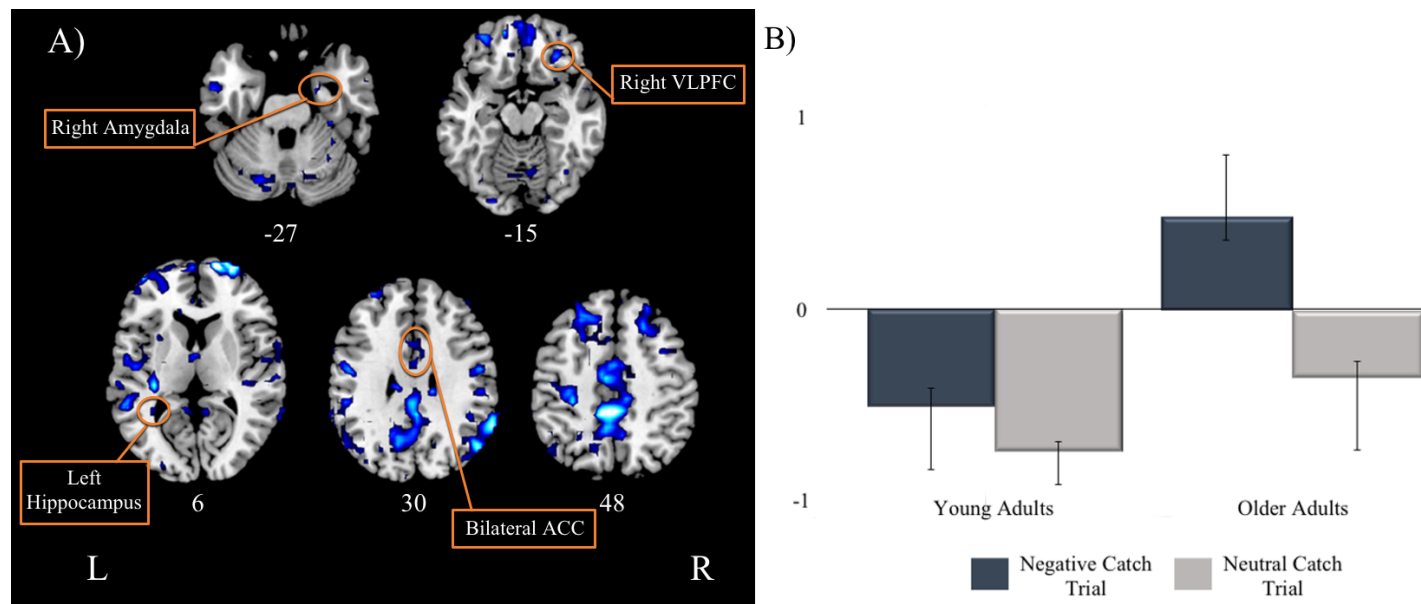 A)
Right Amygdala
Right VLPFC
-27
-15
Left
Hippocampus
6
30
48
Bilateral ACC
L
R
B)
1
0
-1
Young Adults
Older Adults
Negative Catch
Trial
Neutral Catch
Trial